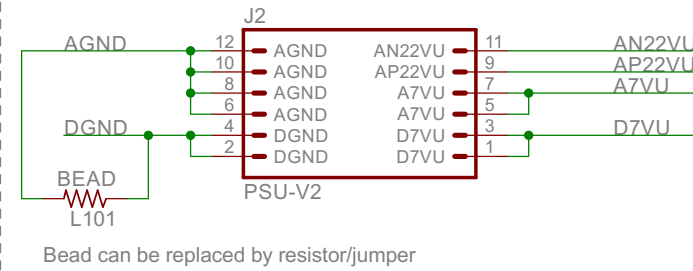 J2
AGND 12 AGND AN22VU 11 AN22VU
10 AGND AP22VU 9 AP22VU
8 AGND A7VU 7 A7VU
6 AGND A7VU 5
DGND 4 DGND D7VU 3 D7VU
2 DGND D7VU 1
BEAD
PSU-V2
L101
Bead can be replaced by resistor/jumper